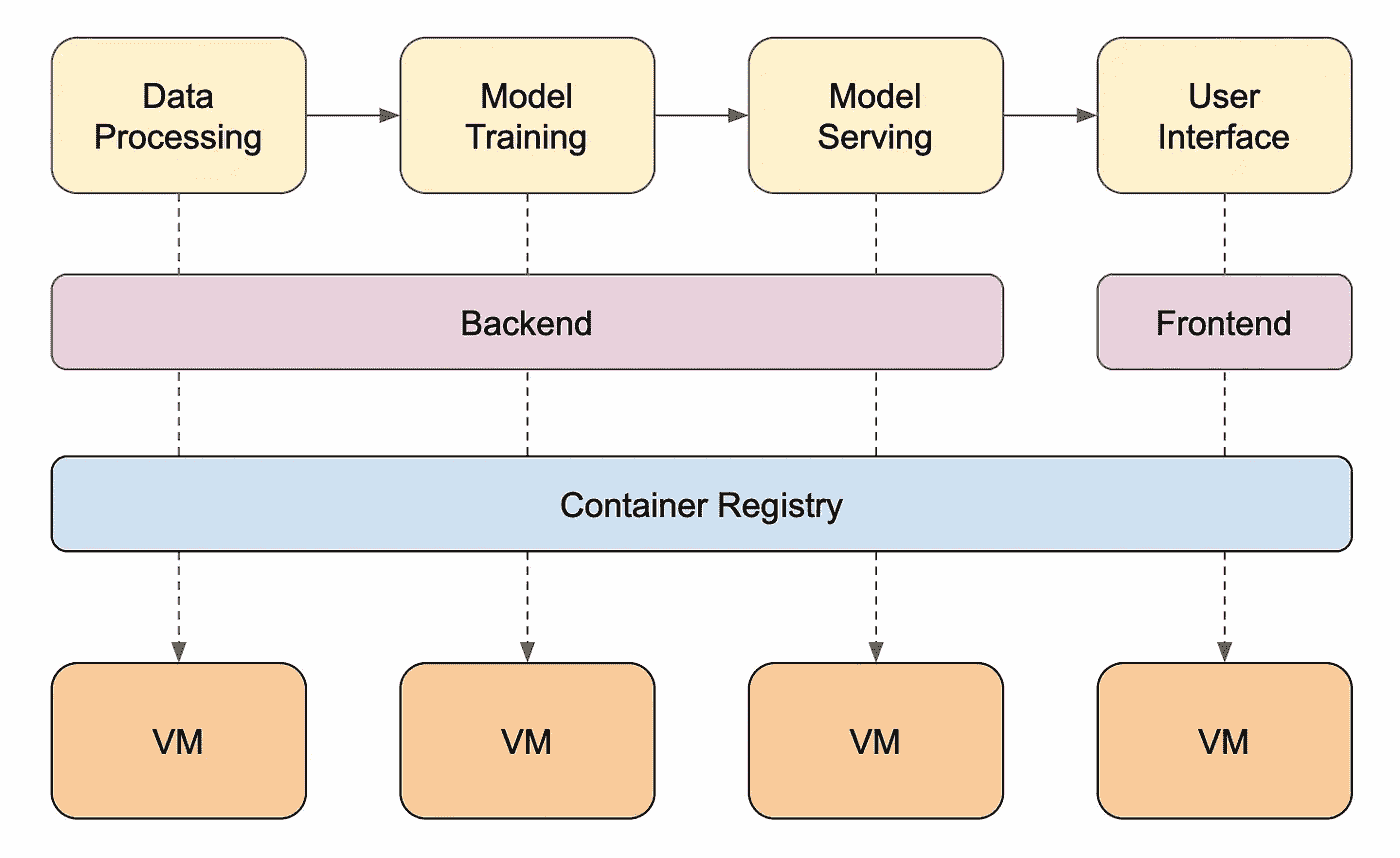 Data
Processing
Model
Training
Model
Serving
User
Interface
Backend
Frontend
Container Registry
VM
VM
VM
VM